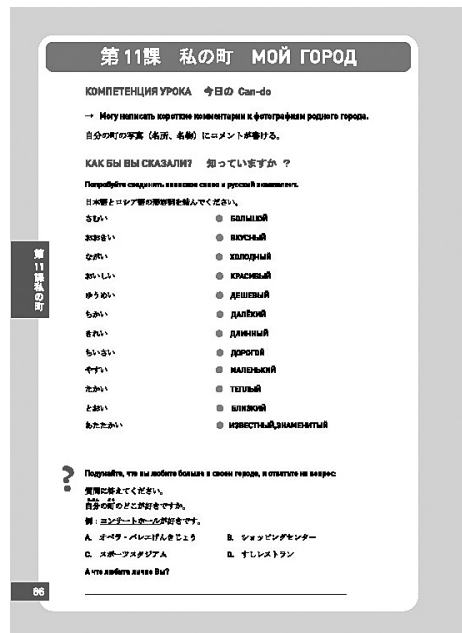 第11課　私の町　МОЙ ГОРОД
КОМПЕТЕНЦИЯ УРОКА　今日の Can-do
→ Могу написать короткие комментарии к фотографиям родного города.
自分の町の写真（名所、名物）にコメントが書ける。
КАК БЫ ВЫ СКАЗАЛИ?　知っていますか ?
Попробуйте соединить японское слово и русский эквивалент.
日本語とロシア語の形容詞を結んでください。
さむい ● БОЛЬШОЙ
おおきい ● ВКУСНЫЙ
ながい ● ХОЛОДНЫЙ
おいしい ● КРАСИВЫЙ
ゆうめい ● ДЕШЕВЫЙ
ちかい ● ДАЛЁКИЙ
きれい ● ДЛИННЫЙ
ちいさい ● ДОРОГОЙ
やすい ● МАЛЕНЬКИЙ
たかい ● ТЕПЛЫЙ
とおい ● БЛИЗКИЙ
あたたかい ● ИЗВЕСТНЫЙ,ЗНАМЕНИТЫЙ
第11課 私の町
? Подумайте, что вы любите больше в своем городе, и ответьте на вопрос:
質問に答えてください。
自分の町のどこが好きですか。
例：コンサートホールが好きです。
A. オペラ・バレエげんきじょう　B. ショッピングセンター
C. スポーツスタジアム　D. すしレストラン
А что любите лично Вы?
86